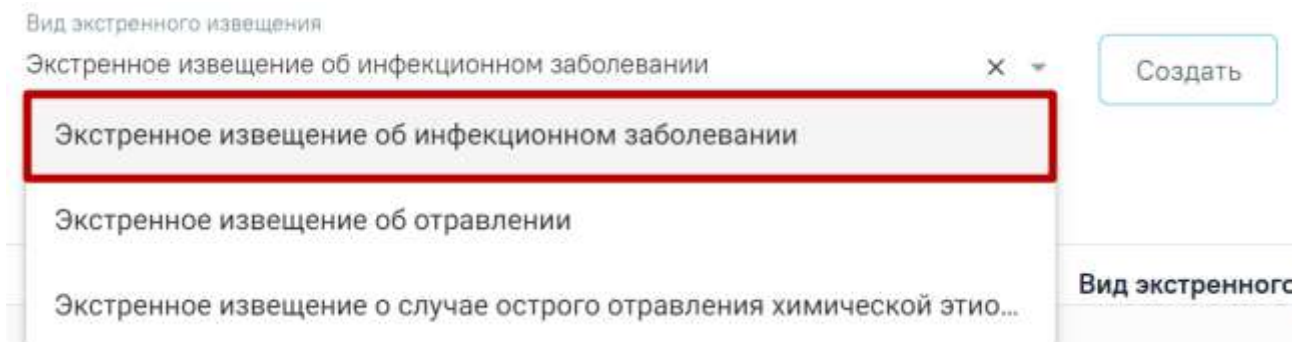 Вид экстренного извещения
Экстренное извещение об инфекционном заболевании
Создать
Экстренное извещение об инфекционном заболевании
Экстренное извещение об отравлении
Вид экстренного
Экстренное извещение о случае острого отравления химической этио...